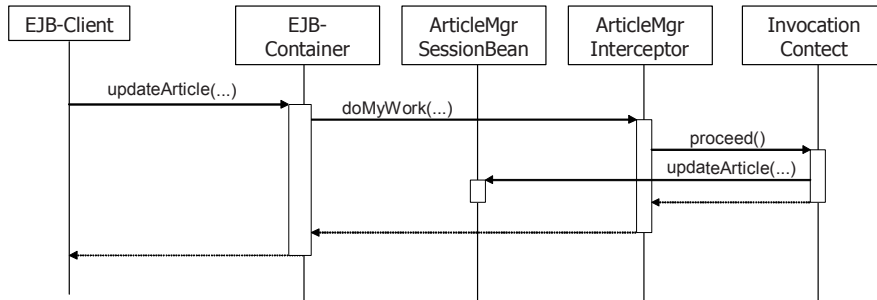 EJB-Client
EJB-
Container
ArticleMgr
SessionBean
ArticleMgr
Interceptor
Invocation
Contect
updateArticle(...)
doMyWork(...)
proceed()
updateArticle(...)